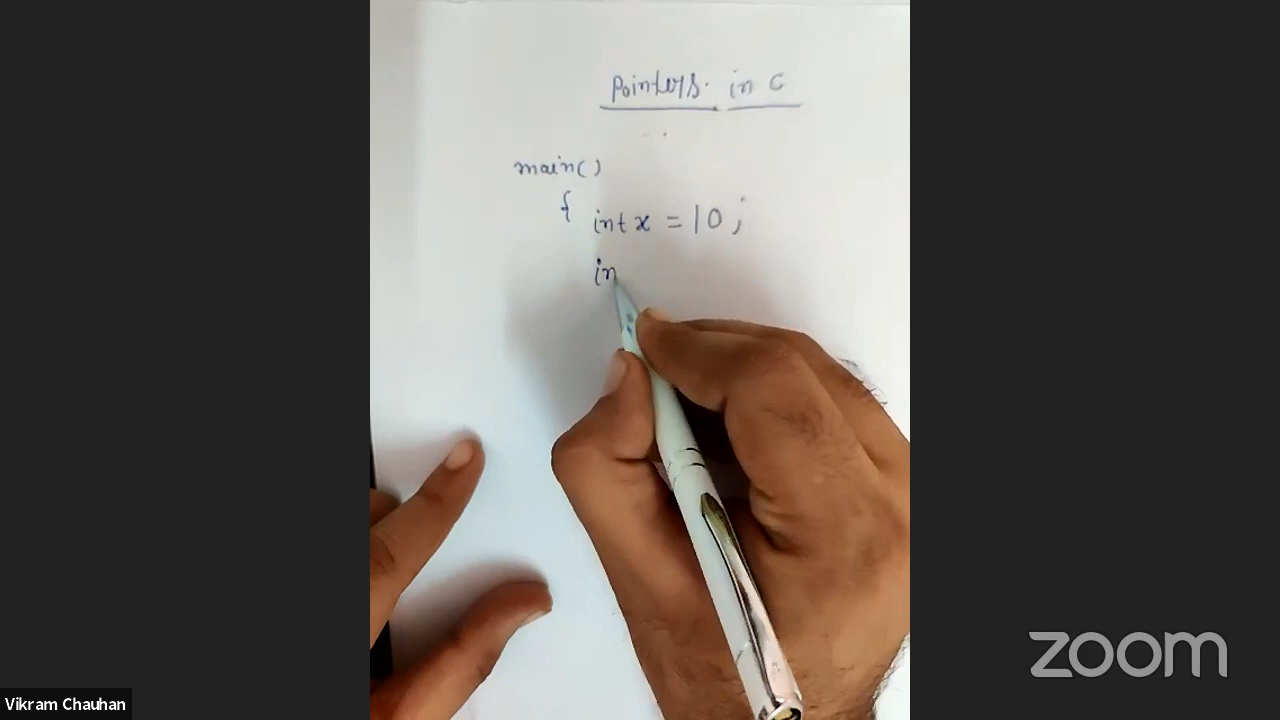 Pointers. in C
main()
{ int x = 10 ;
in
zoom
Vikram Chauhan